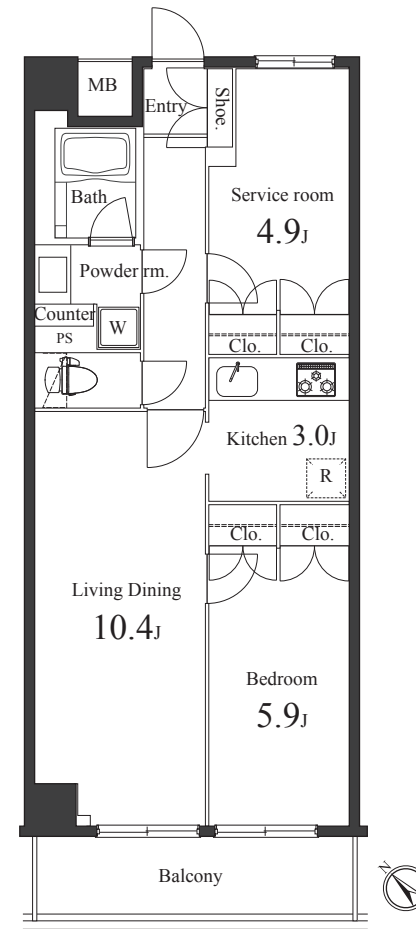 MB
Entry
Shoe.
Bath
Service room
4.9J
Powder rm.
Counter
PS
W
Clo.
Clo.
Kitchen 3.0J
R
Clo.
Clo.
Living Dining
10.4J
Bedroom
5.9J
Balcony
N